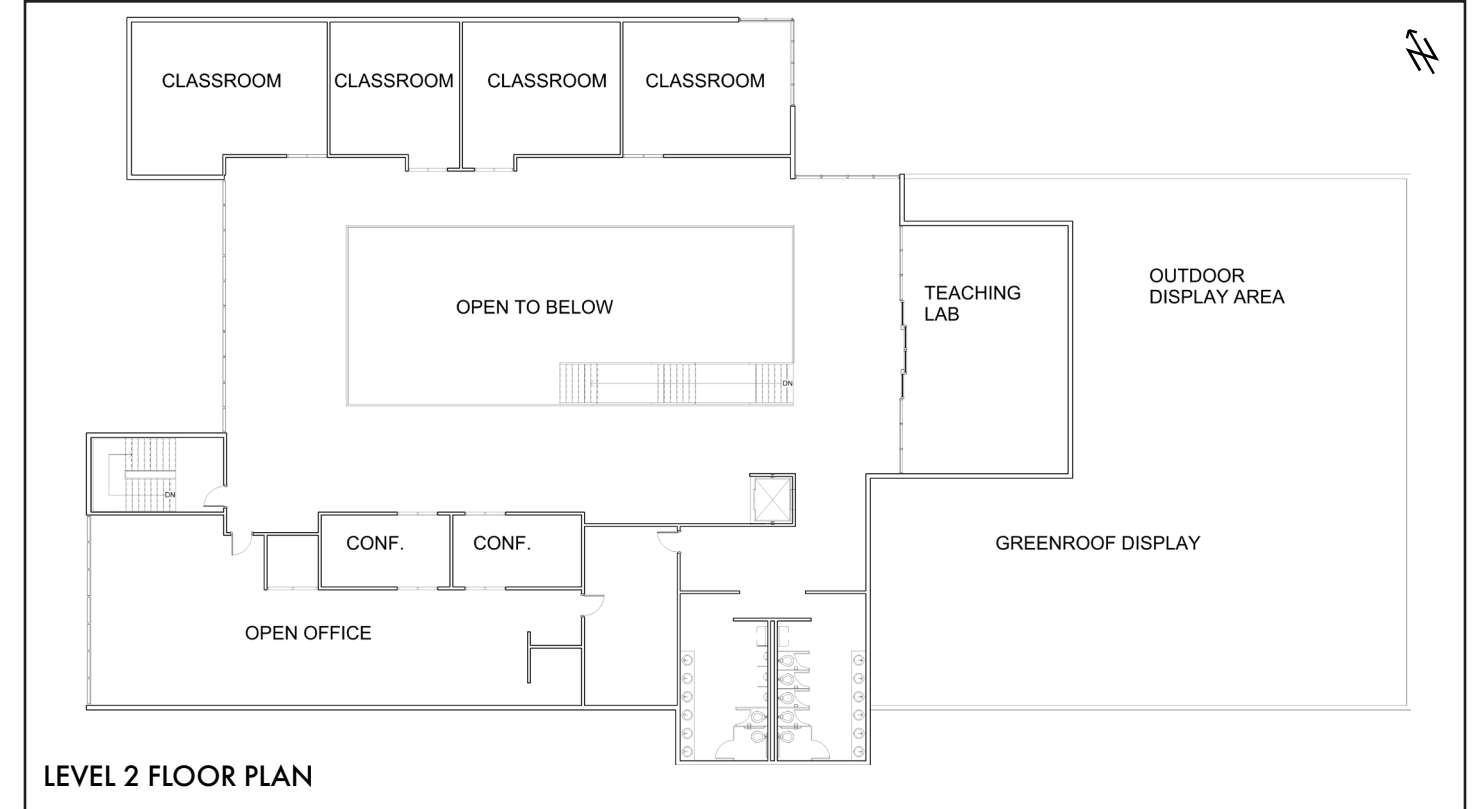 CLASSROOM
CLASSROOM
CLASSROOM
CLASSROOM
N
OPEN TO BELOW
DN
TEACHING
LAB
OUTDOOR
DISPLAY AREA
DN
CONF.
CONF.
GREENROOF DISPLAY
OPEN OFFICE
LEVEL 2 FLOOR PLAN